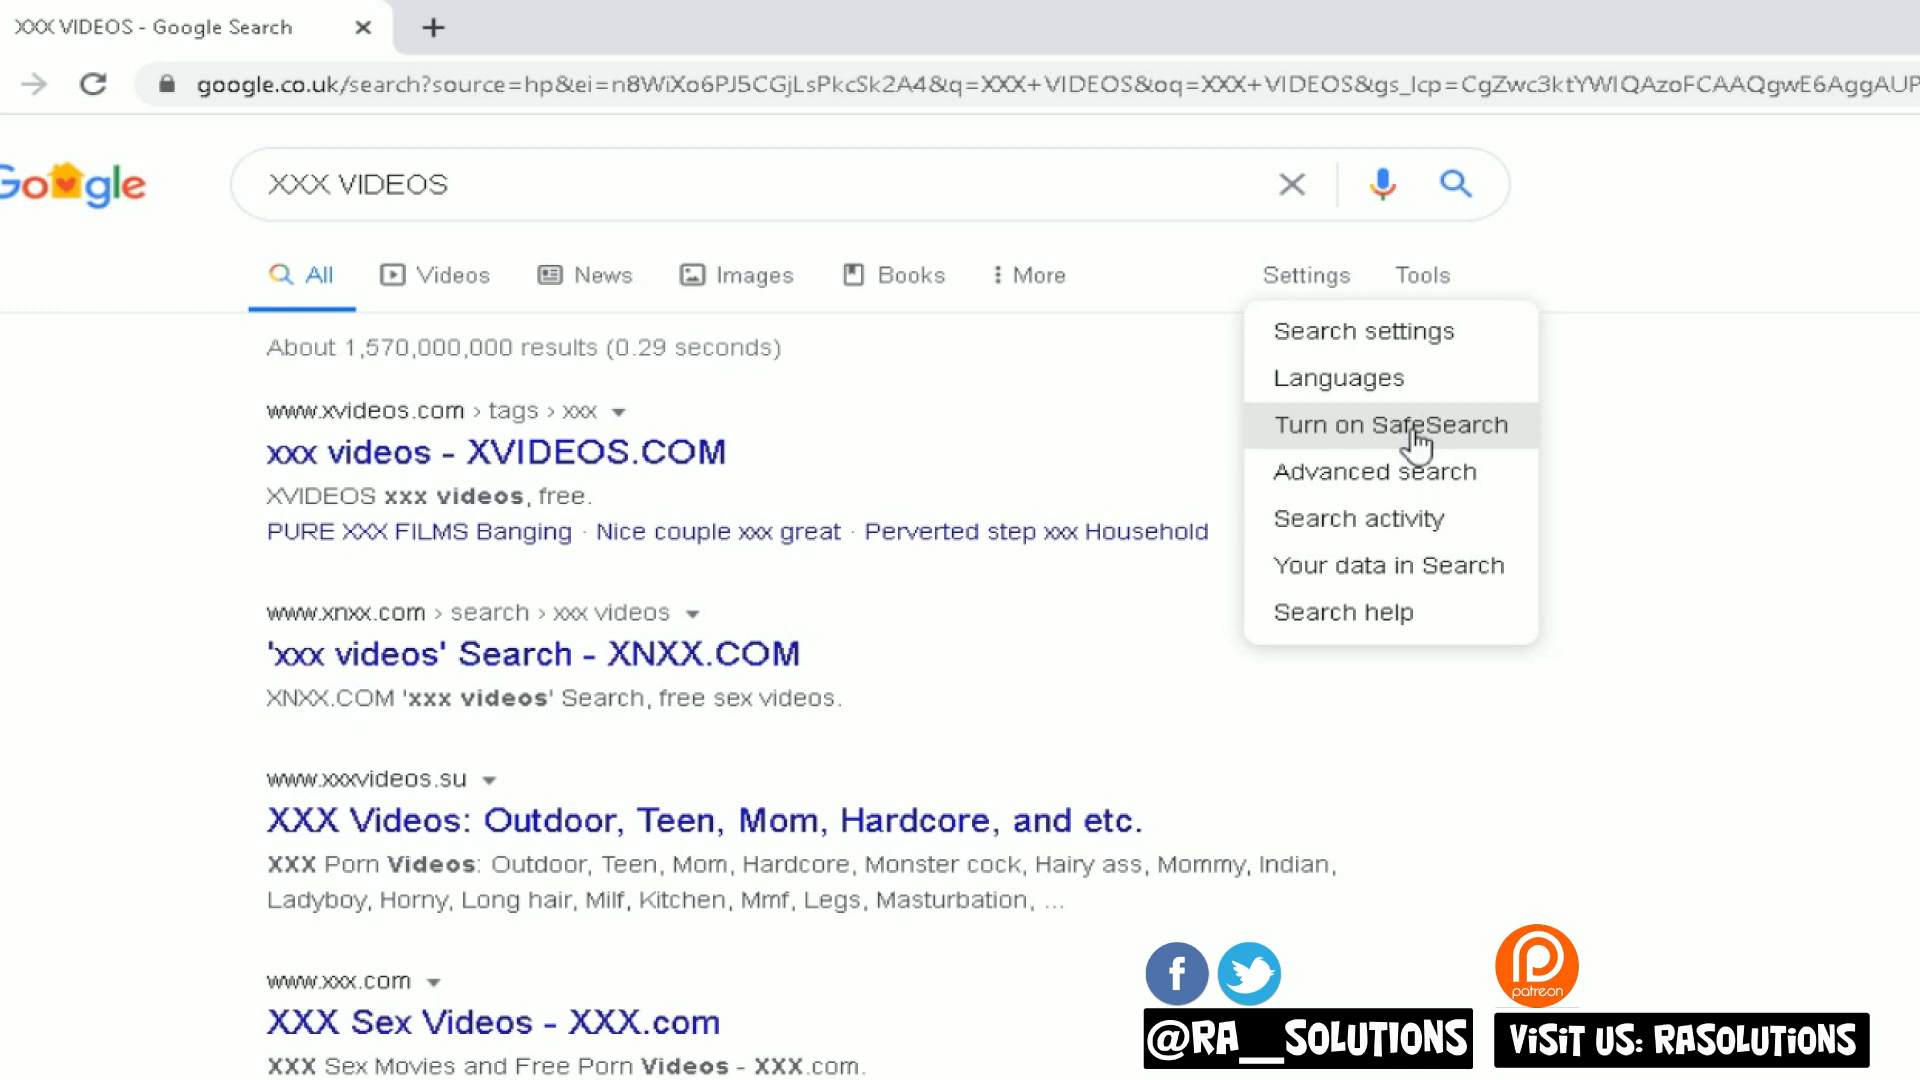 XXX VIDEOS - Google Search
google.co.uk/search?source=hp&ei=n8WiXo6PJ5CGjLsPkcSk2A4&q=XXX+VIDEOS&oq=XXX+VIDEOS&gs_lcp=CgZwc3ktYWIQAzoFCAAQgwE6AggAUP
Google
XXX VIDEOS
All Videos News Images Books More Settings Tools
Search settings
About 1,570,000,000 results (0.29 seconds)
Languages
www.xvideos.com › tags › xxx
Turn on SafeSearch
xxx videos - XVIDEOS.COM
Advanced search
XVIDEOS xxx videos, free.
Search activity
PURE XXX FILMS Banging · Nice couple xxx great · Perverted step xxx Household
Your data in Search
www.xnxx.com › search › xxx videos
Search help
'xxx videos' Search - XNXX.COM
XNXX.COM 'xxx videos' Search, free sex videos.
www.xxxvideos.su
XXX Videos: Outdoor, Teen, Mom, Hardcore, and etc.
XXX Porn Videos: Outdoor, Teen, Mom, Hardcore, Monster cock, Hairy ass, Mommy, Indian,
Ladyboy, Horny, Long hair, Milf, Kitchen, Mmf, Legs, Masturbation, ...
www.xxx.com
XXX Sex Videos - XXX.com
XXX Sex Movies and Free Porn Videos - XXX.com.
f
patreon
@RA__SOLUTIONS
VISIT US: RASOLUTIONS